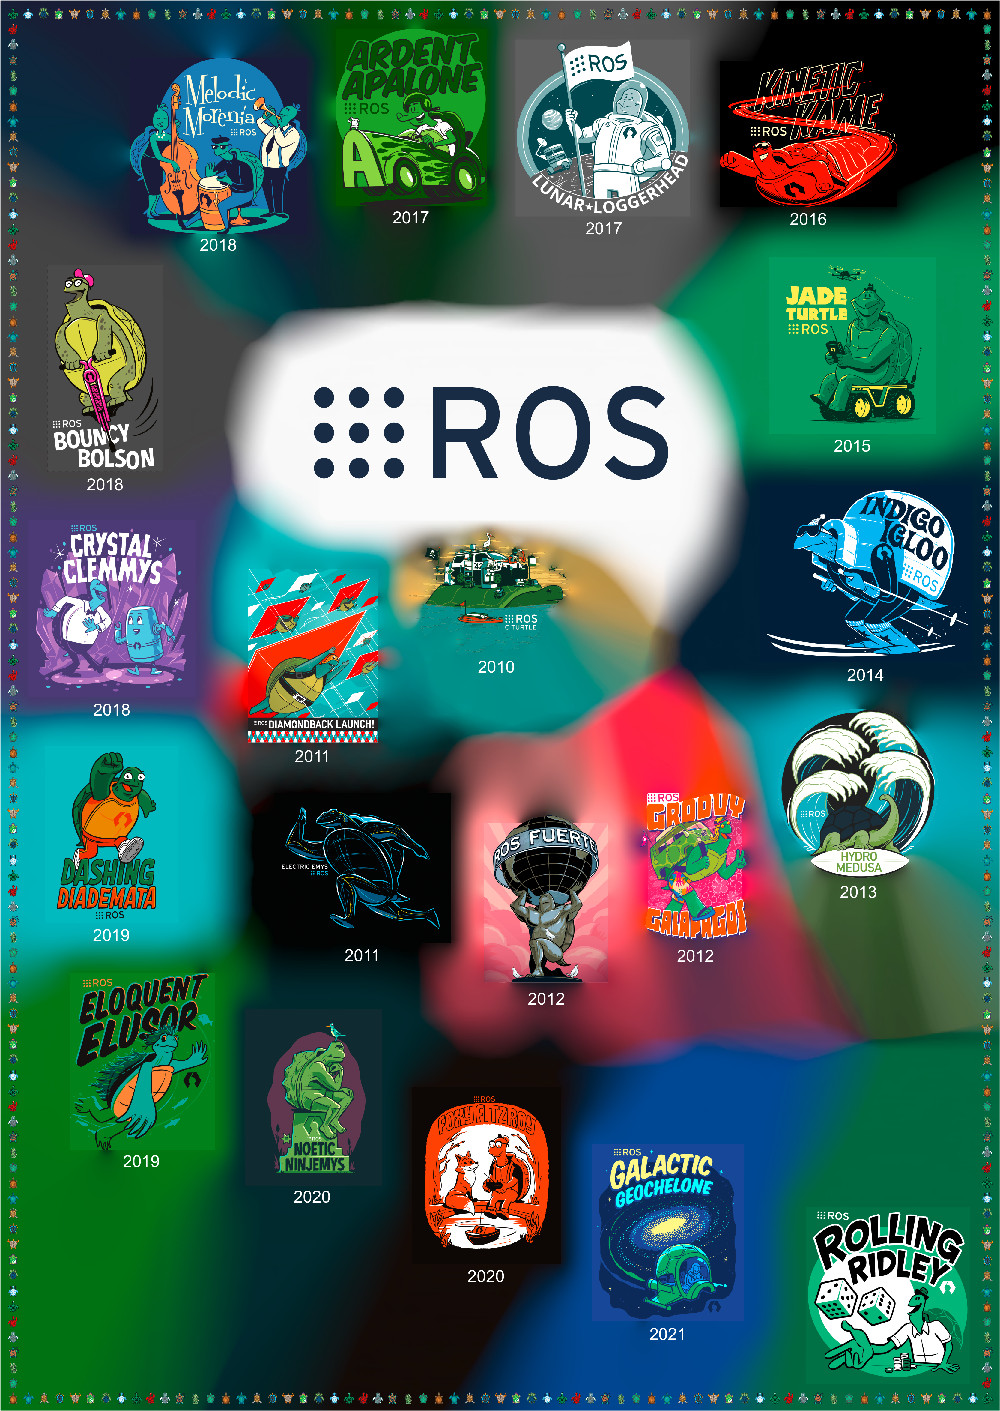 Melodic
Morenia
ROS
2018
ARDENT
APALONE
ROS
A
2017
ROS
LUNAR★LOGGERHEAD
2017
KINETIC
ROS KAME
2016
ROS
BOUNCY
BOLSON
2018
ROS
JADE
TURTLE
ROS
2015
ROS
CRYSTAL
CLEMMYS
2018
ROS DIAMONDBACK LAUNCH!
2011
ROS
C TURTLE
2010
INDIGO
IGLOO
ROS
2014
DASHING
DIADEMATA
ROS
2019
ELECTRIC EMYS
ROS
2011
ROS FUERTE
2012
ROS
GROOVY
GALAPAGOS
2012
ROS
HYDRO
MEDUSA
2013
ROS
ELOQUENT
ELUSOR
2019
ROS
NOETIC
NINJEMYS
2020
ROS
FOXY FITZROY
2020
ROS
GALACTIC
GEOCHELONE
2021
ROS
ROLLING
RIDLEY